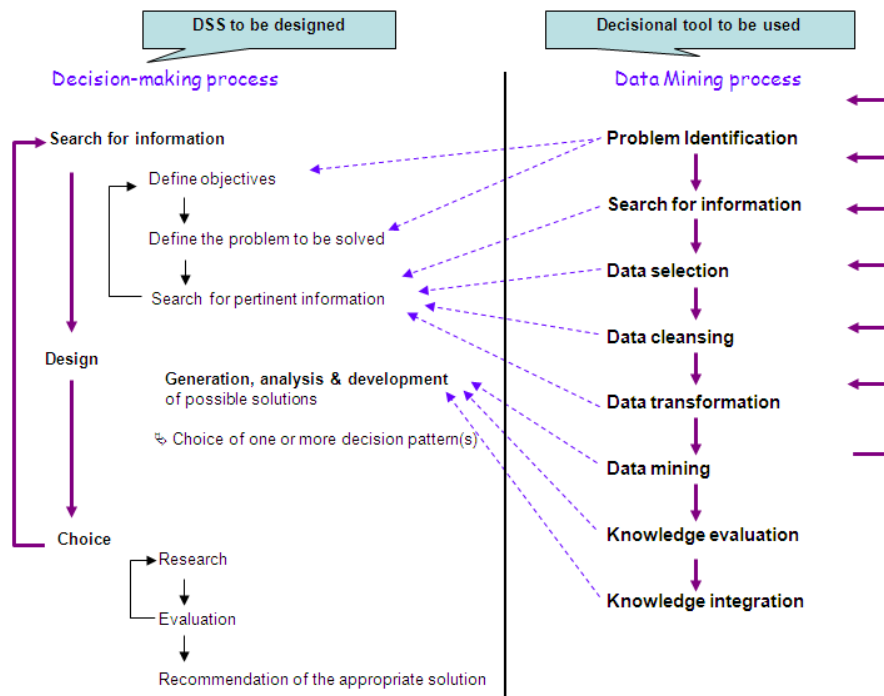 DSS to be designed
Decisional tool to be used
Decision-making process
Data Mining process
Search for information
Define objectives
Define the problem to be solved
Search for pertinent information
Design
Generation, analysis & development
of possible solutions
Choice of one or more decision pattern(s)
Choice
Research
Evaluation
Recommendation of the appropriate solution
Problem Identification
Search for information
Data selection
Data cleansing
Data transformation
Data mining
Knowledge evaluation
Knowledge integration